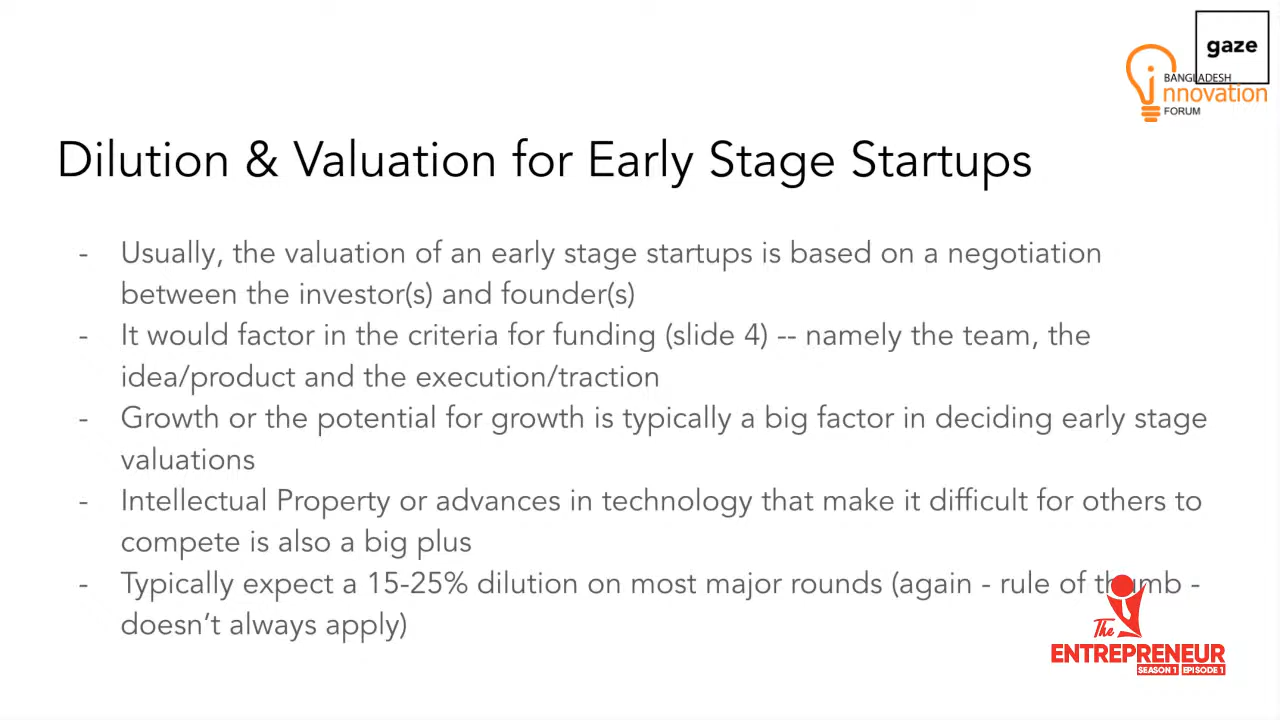 gaze
BANGLADESH
innovation
FORUM
Dilution & Valuation for Early Stage Startups
- Usually, the valuation of an early stage startups is based on a negotiation
between the investor(s) and founder(s)
- It would factor in the criteria for funding (slide 4) -- namely the team, the
idea/product and the execution/traction
- Growth or the potential for growth is typically a big factor in deciding early stage
valuations
- Intellectual Property or advances in technology that make it difficult for others to
compete is also a big plus
- Typically expect a 15-25% dilution on most major rounds (again - rule of thumb -
doesn't always apply)
The
ENTREPRENEUR
SEASON 1 EPISODE 1